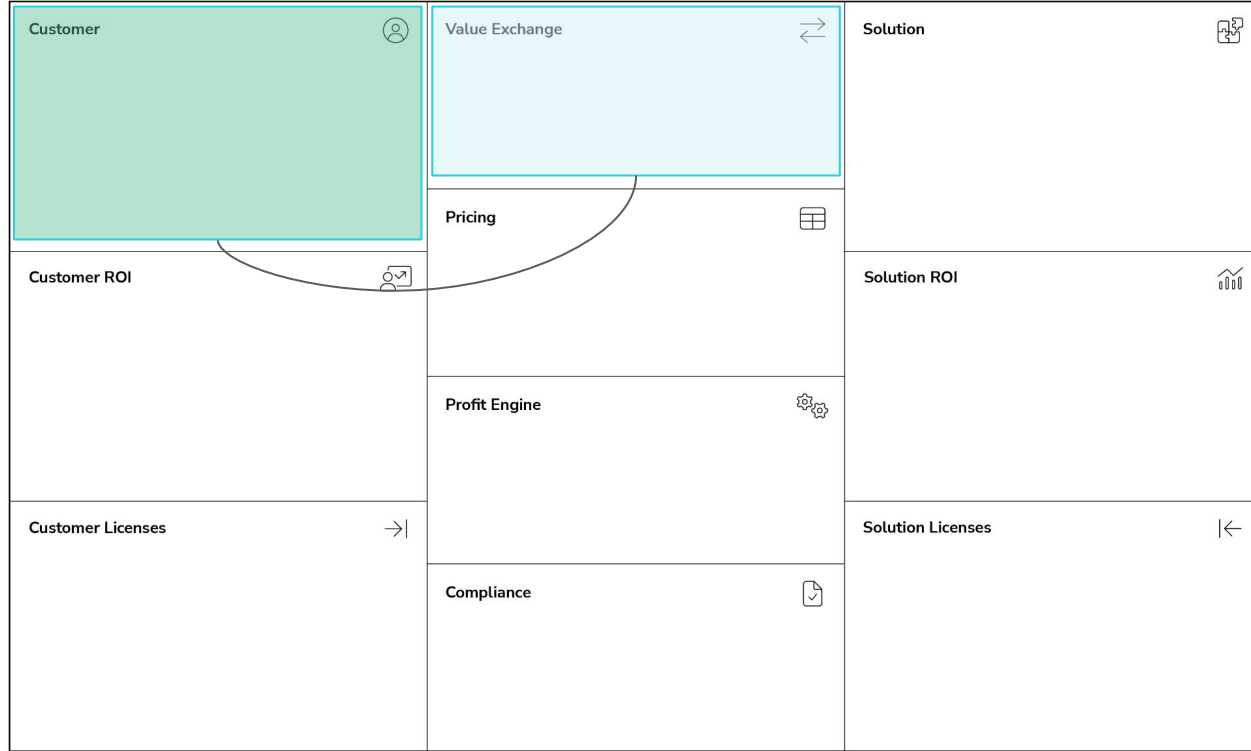 Customer
Value Exchange
Solution
Pricing
Customer ROI
Solution ROI
Profit Engine
Customer Licenses
Solution Licenses
Compliance